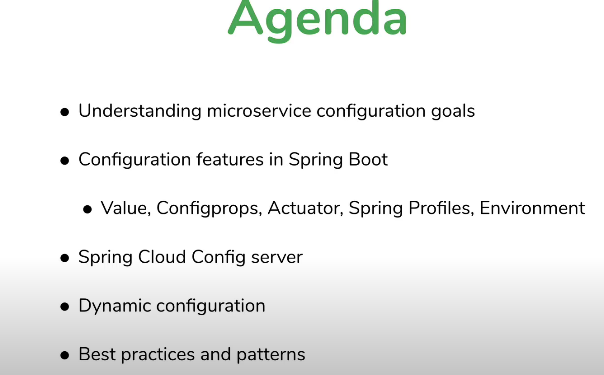 Agenda
● Understanding microservice configuration goals
● Configuration features in Spring Boot
● Value, Configprops, Actuator, Spring Profiles, Environment
● Spring Cloud Config server
● Dynamic configuration
● Best practices and patterns